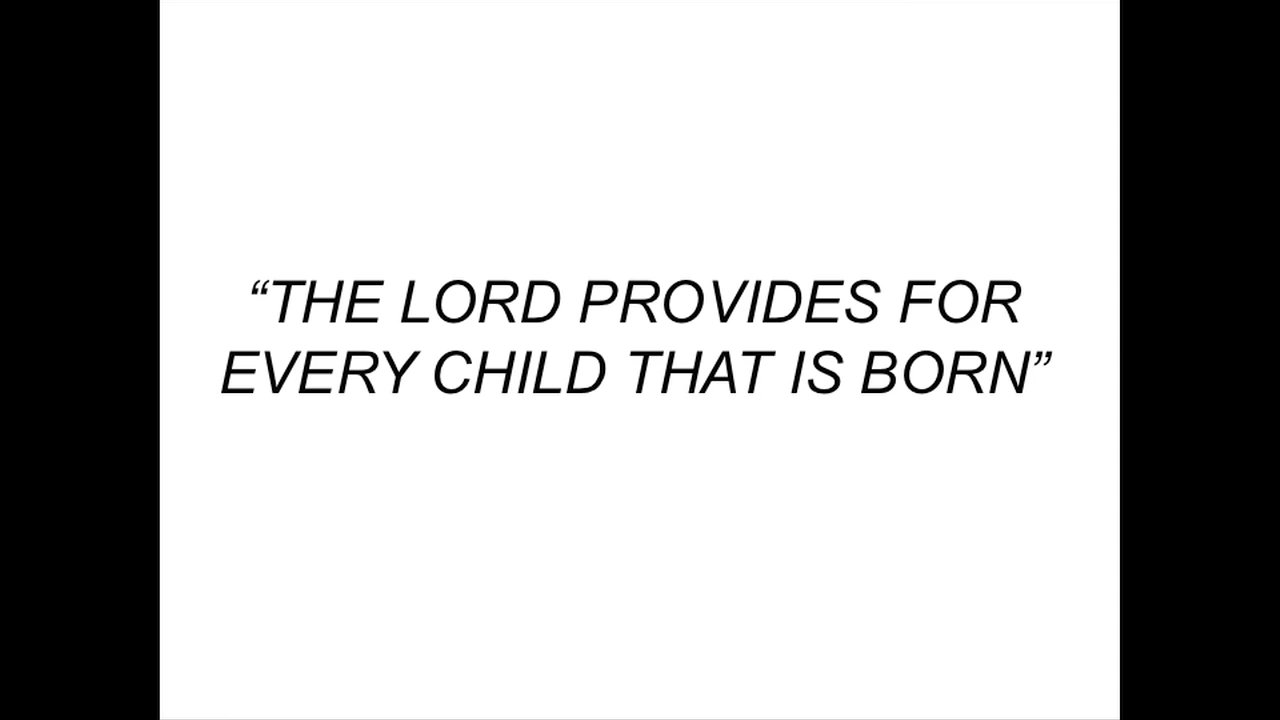 “THE LORD PROVIDES FOR
EVERY CHILD THAT IS BORN”